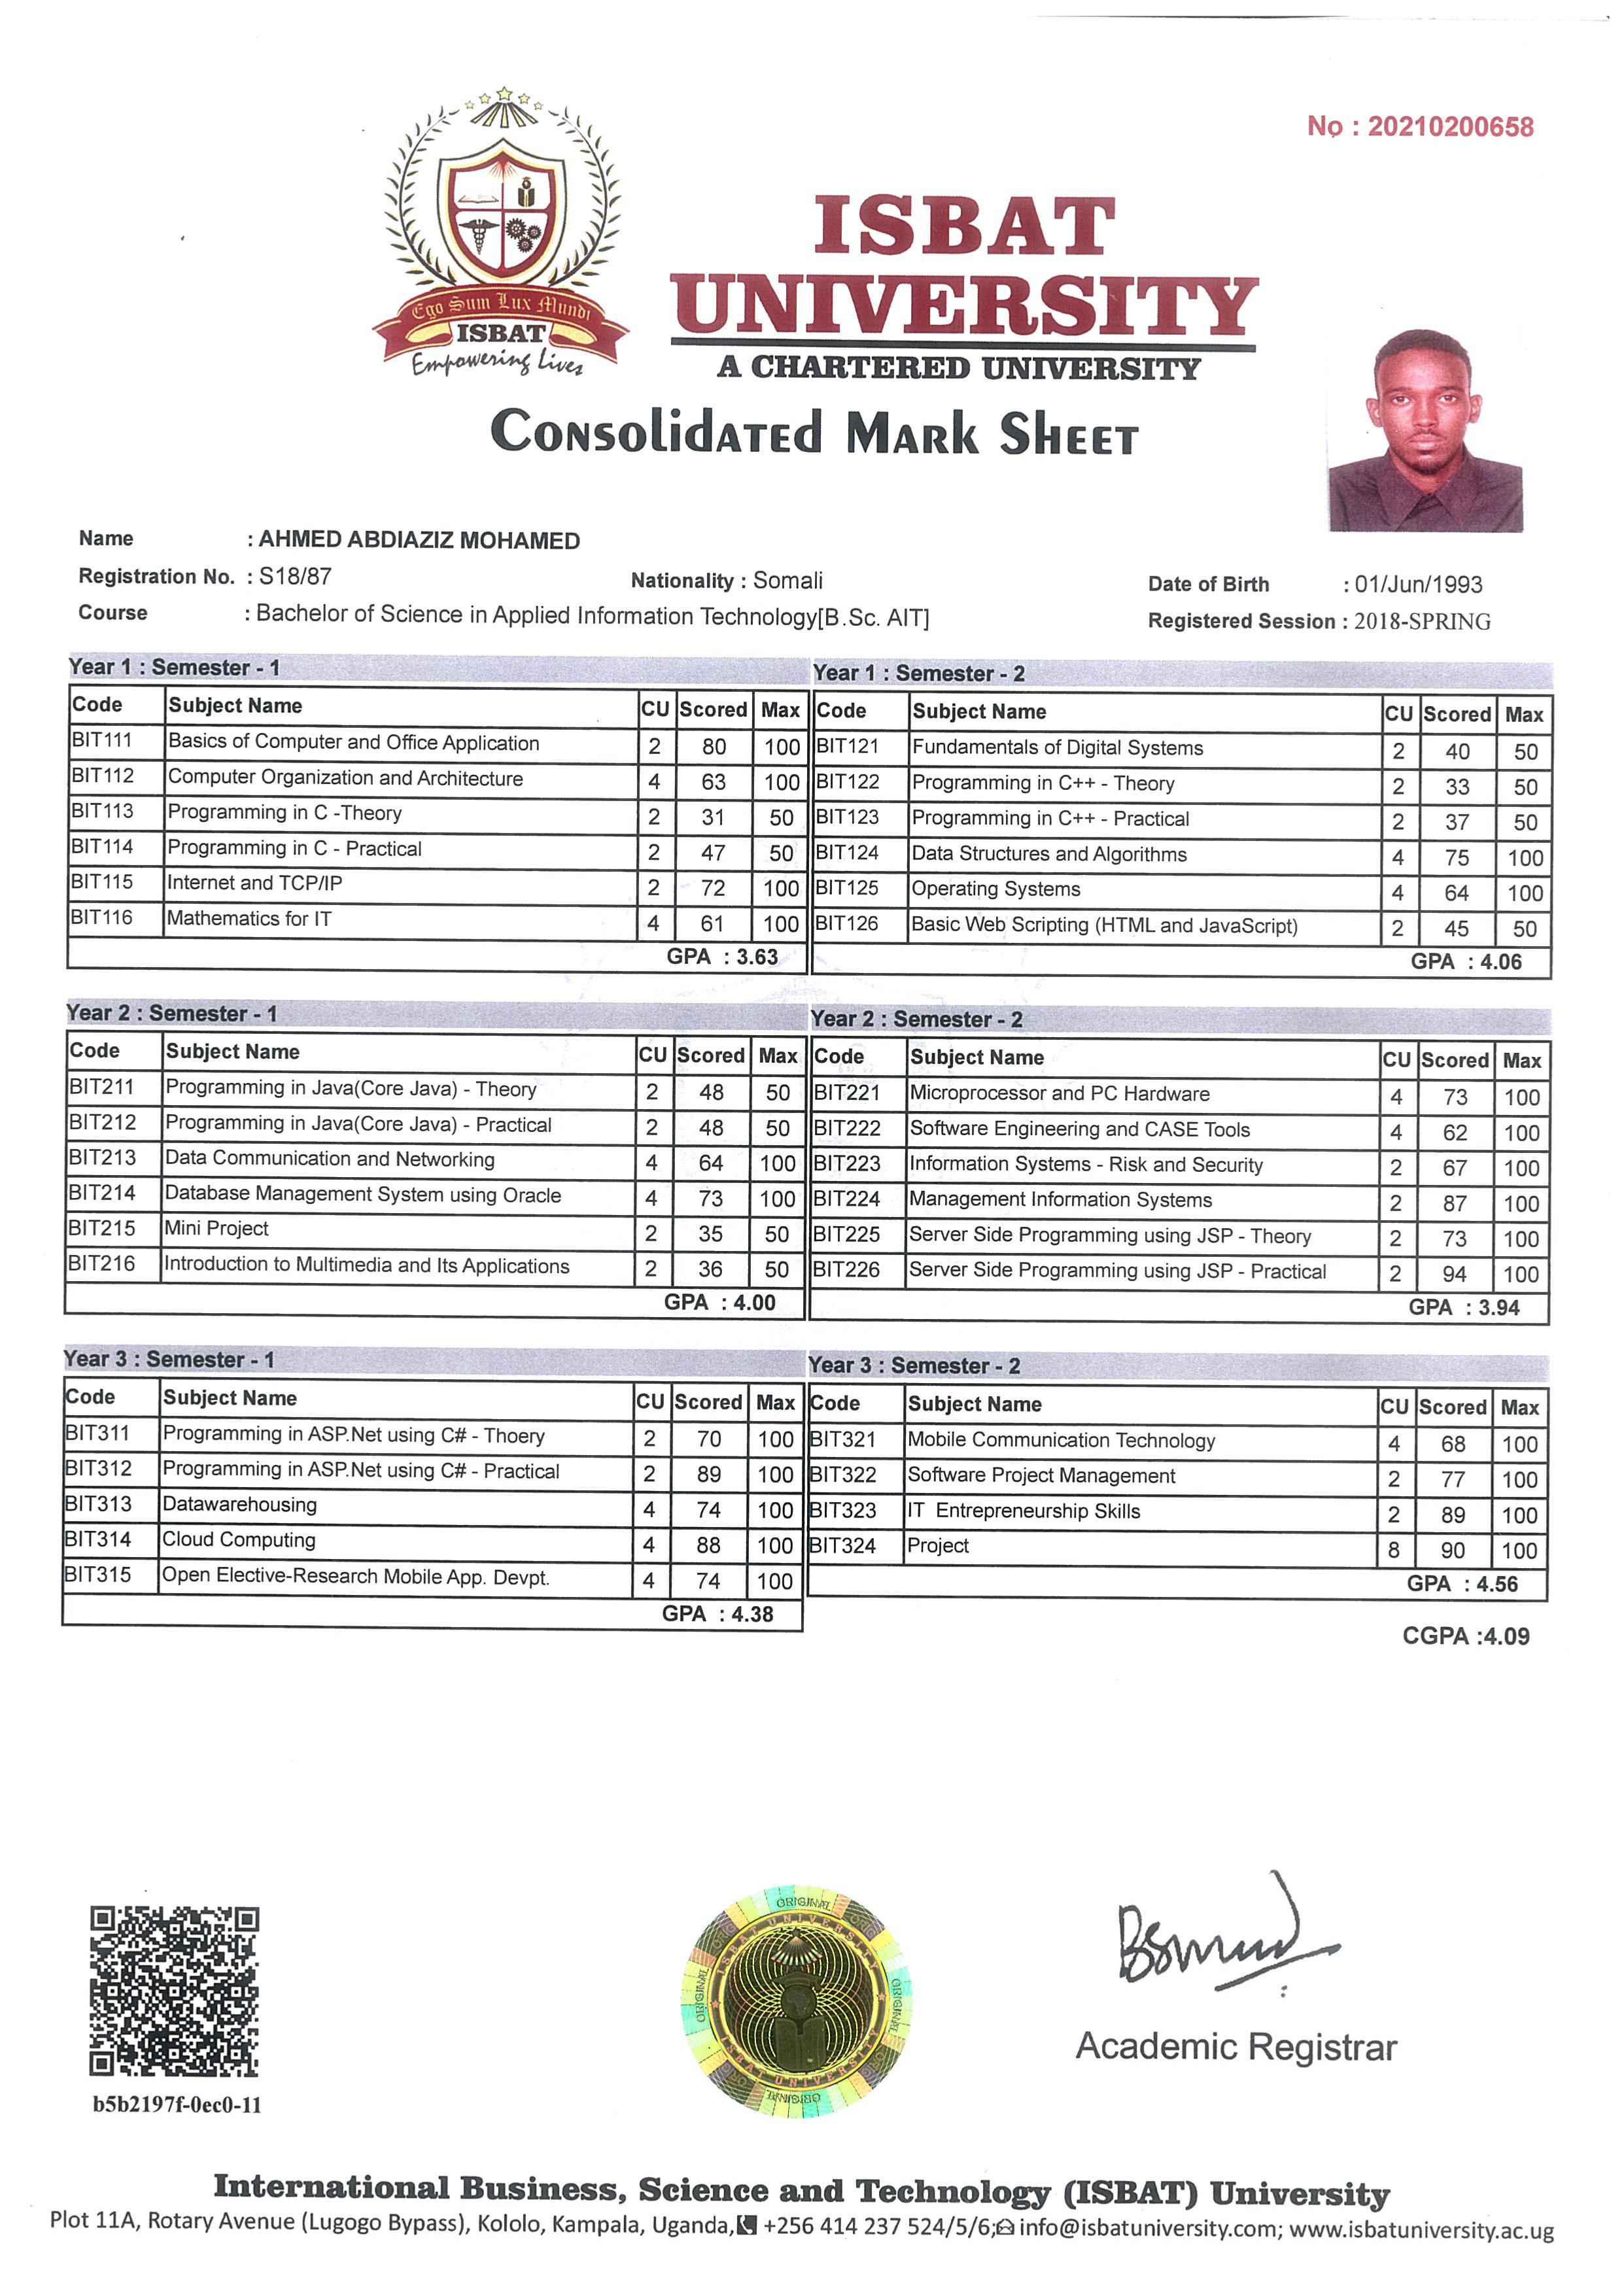 No : 20210200658
Ego Sum Lux Mundi
ISBAT
Empowering Lives
ISBAT
UNIVERSITY
A CHARTERED UNIVERSITY
Consolidated Mark Sheet
Name : AHMED ABDIAZIZ MOHAMED
Registration No. : S18/87 Nationality : Somali Date of Birth : 01/Jun/1993
Course : Bachelor of Science in Applied Information Technology[B.Sc. AIT] Registered Session : 2018-SPRING
Year 1 : Semester - 1
Code Subject Name CU Scored Max
BIT111 Basics of Computer and Office Application 2 80 100
BIT112 Computer Organization and Architecture 4 63 100
BIT113 Programming in C -Theory 2 31 50
BIT114 Programming in C - Practical 2 47 50
BIT115 Internet and TCP/IP 2 72 100
BIT116 Mathematics for IT 4 61 100
GPA : 3.63
Year 1 : Semester - 2
Code Subject Name CU Scored Max
BIT121 Fundamentals of Digital Systems 2 40 50
BIT122 Programming in C++ - Theory 2 33 50
BIT123 Programming in C++ - Practical 2 37 50
BIT124 Data Structures and Algorithms 4 75 100
BIT125 Operating Systems 4 64 100
BIT126 Basic Web Scripting (HTML and JavaScript) 2 45 50
GPA : 4.06
Year 2 : Semester - 1
Code Subject Name CU Scored Max
BIT211 Programming in Java(Core Java) - Theory 2 48 50
BIT212 Programming in Java(Core Java) - Practical 2 48 50
BIT213 Data Communication and Networking 4 64 100
BIT214 Database Management System using Oracle 4 73 100
BIT215 Mini Project 2 35 50
BIT216 Introduction to Multimedia and Its Applications 2 36 50
GPA : 4.00
Year 2 : Semester - 2
Code Subject Name CU Scored Max
BIT221 Microprocessor and PC Hardware 4 73 100
BIT222 Software Engineering and CASE Tools 4 62 100
BIT223 Information Systems - Risk and Security 2 67 100
BIT224 Management Information Systems 2 87 100
BIT225 Server Side Programming using JSP - Theory 2 73 100
BIT226 Server Side Programming using JSP - Practical 2 94 100
GPA : 3.94
Year 3 : Semester - 1
Code Subject Name CU Scored Max
BIT311 Programming in ASP.Net using C# - Thoery 2 70 100
BIT312 Programming in ASP.Net using C# - Practical 2 89 100
BIT313 Datawarehousing 4 74 100
BIT314 Cloud Computing 4 88 100
BIT315 Open Elective-Research Mobile App. Devpt. 4 74 100
GPA : 4.38
Year 3 : Semester - 2
Code Subject Name CU Scored Max
BIT321 Mobile Communication Technology 4 68 100
BIT322 Software Project Management 2 77 100
BIT323 IT Entrepreneurship Skills 2 89 100
BIT324 Project 8 90 100
GPA : 4.56
CGPA :4.09
ORIGINAL
ISBAT UNIVERSITY
ORIGINAL
ORIGINAL
ISBAT UNIVERSITY
ORIGINAL
Academic Registrar
b5b2197f-0ec0-11
International Business, Science and Technology (ISBAT) University
Plot 11A, Rotary Avenue (Lugogo Bypass), Kololo, Kampala, Uganda, +256 414 237 524/5/6; info@isbatuniversity.com; www.isbatuniversity.ac.ug